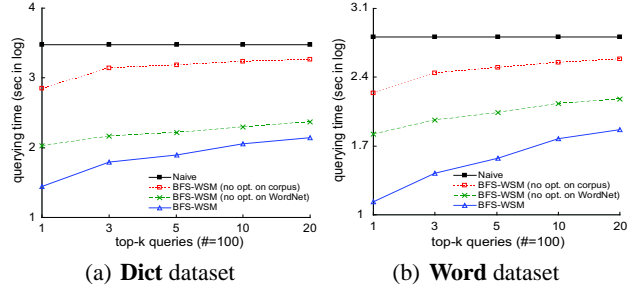 4
3
2
1
querying time (sec in log)
Naive
BFS-WSM (no opt. on corpus)
BFS-WSM (no opt. on WordNet)
BFS-WSM
1 3 5 10 20
top-k queries (#=100)
(a) Dict dataset
3.1
2.4
1.7
1
querying time (sec in log)
Naive
BFS-WSM (no opt. on corpus)
BFS-WSM (no opt. on WordNet)
BFS-WSM
1 3 5 10 20
top-k queries (#=100)
(b) Word dataset